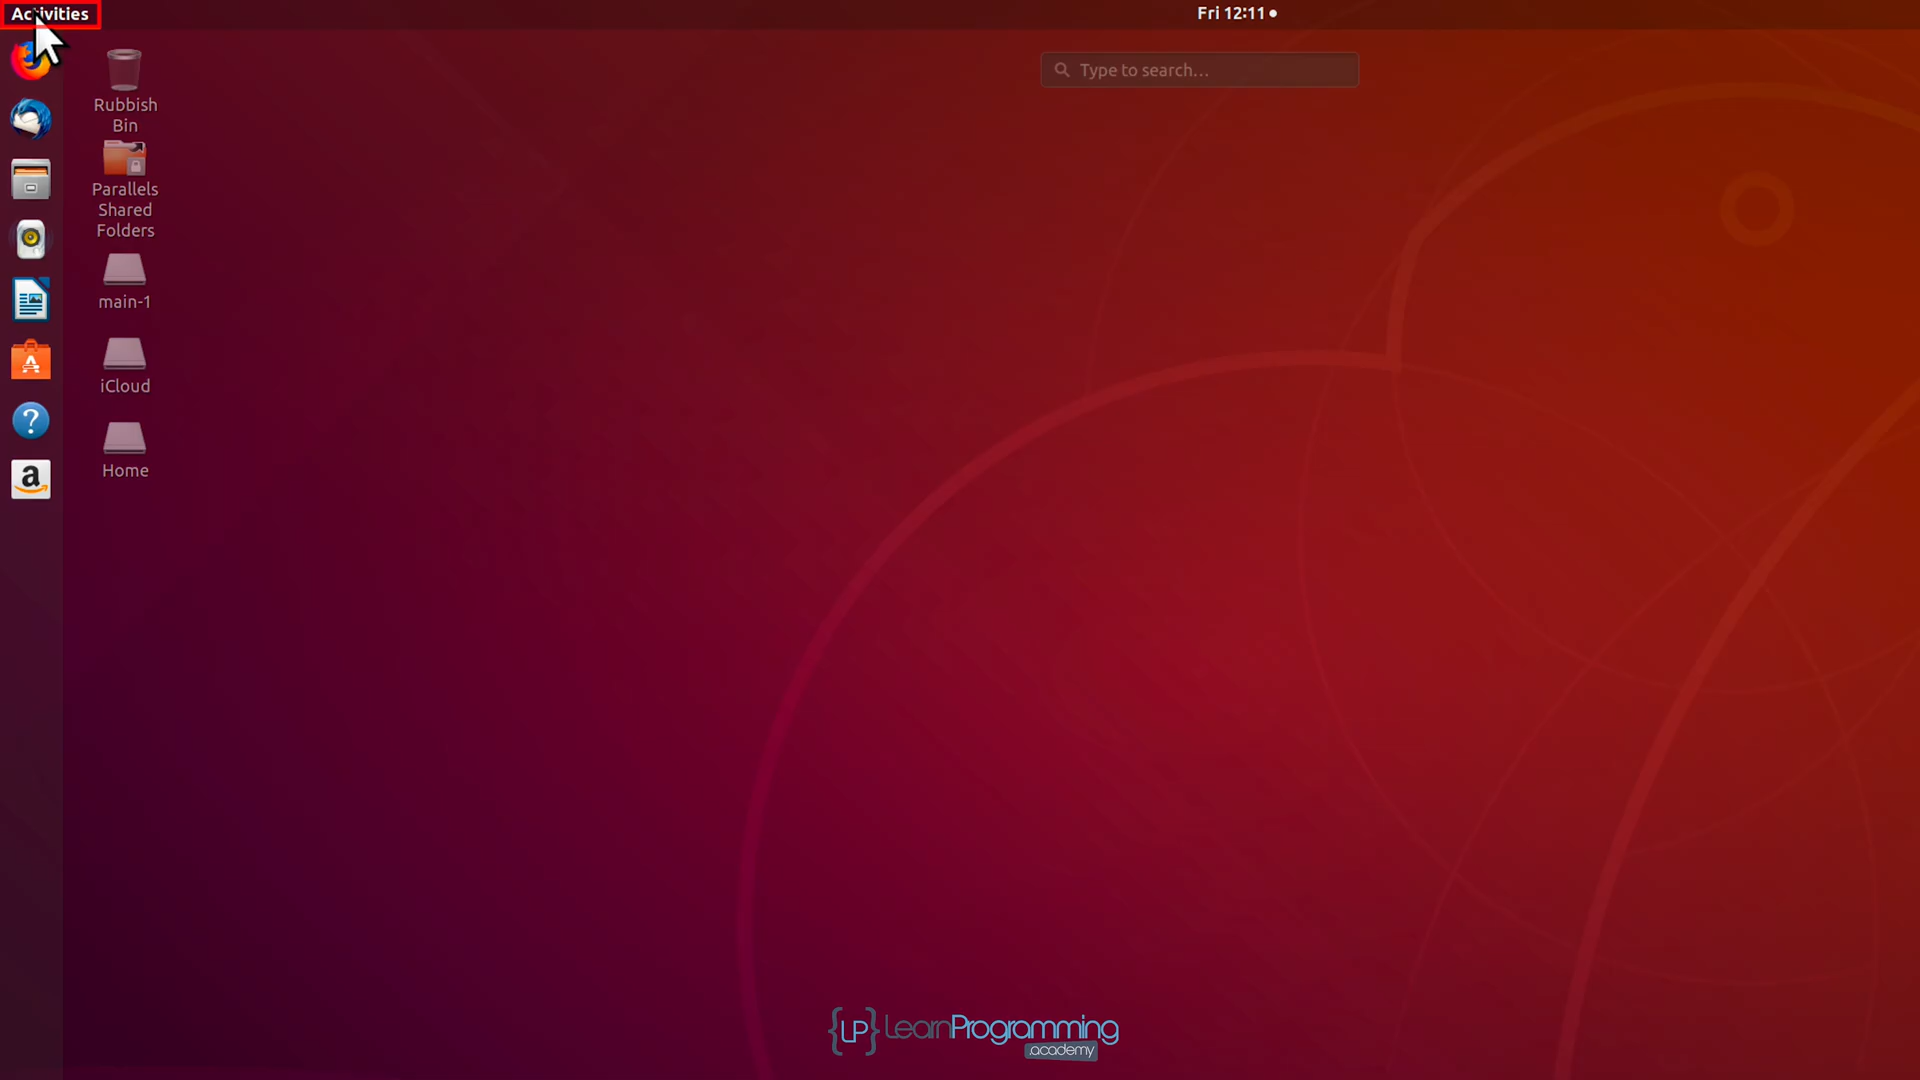 Activities
Fri 12:11
Type to search...
Rubbish
Bin
Parallels
Shared
Folders
main-1
iCloud
Home
?
a
{LP} LearnProgramming
.academy